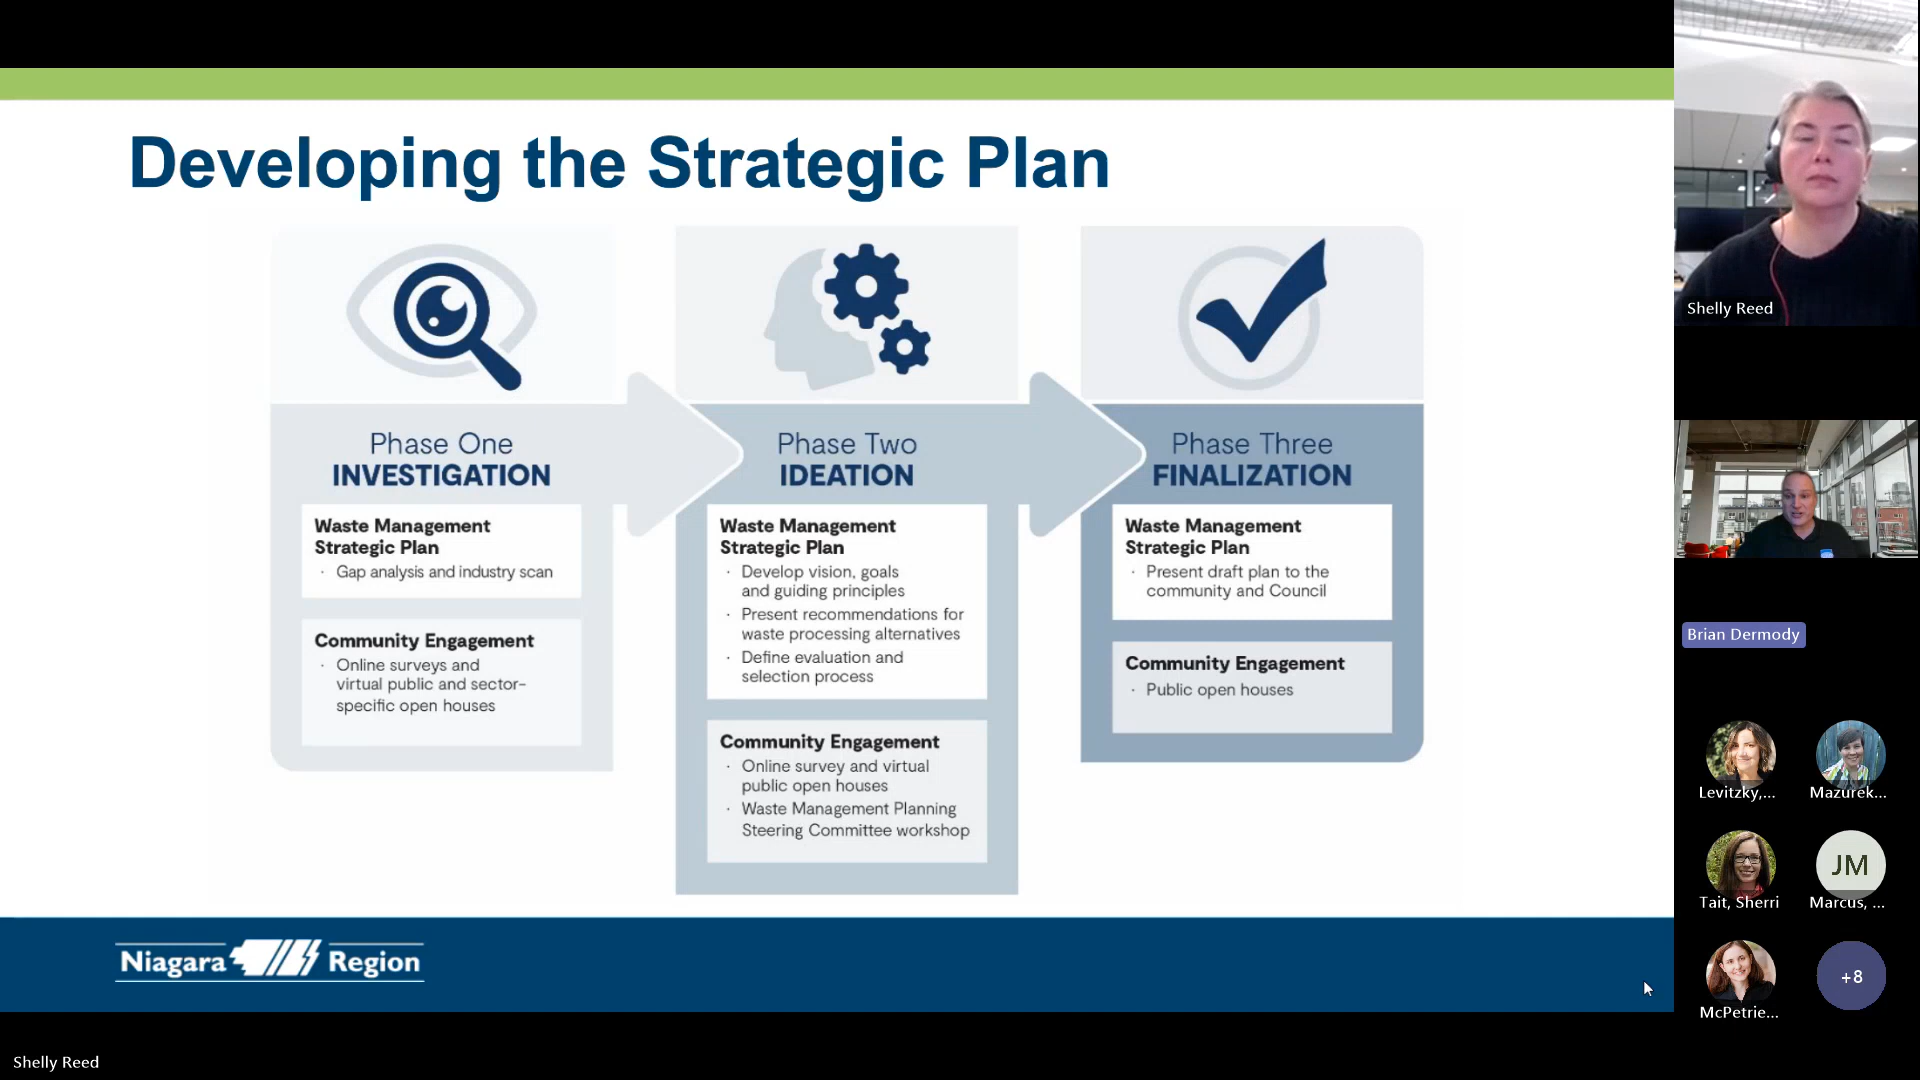 Developing the Strategic Plan
Phase One
INVESTIGATION
Waste Management
Strategic Plan
· Gap analysis and industry scan
Community Engagement
· Online surveys and
virtual public and sector-
specific open houses
Phase Two
IDEATION
Waste Management
Strategic Plan
· Develop vision, goals
and guiding principles
· Present recommendations for
waste processing alternatives
· Define evaluation and
selection process
Community Engagement
· Online survey and virtual
public open houses
· Waste Management Planning
Steering Committee workshop
Phase Three
FINALIZATION
Waste Management
Strategic Plan
· Present draft plan to the
community and Council
Community Engagement
· Public open houses
Niagara Region
Shelly Reed
Shelly Reed
Brian Dermody
Levitzky,...
Mazurek...
Tait, Sherri
JM
Marcus, ...
McPetrie...
+8